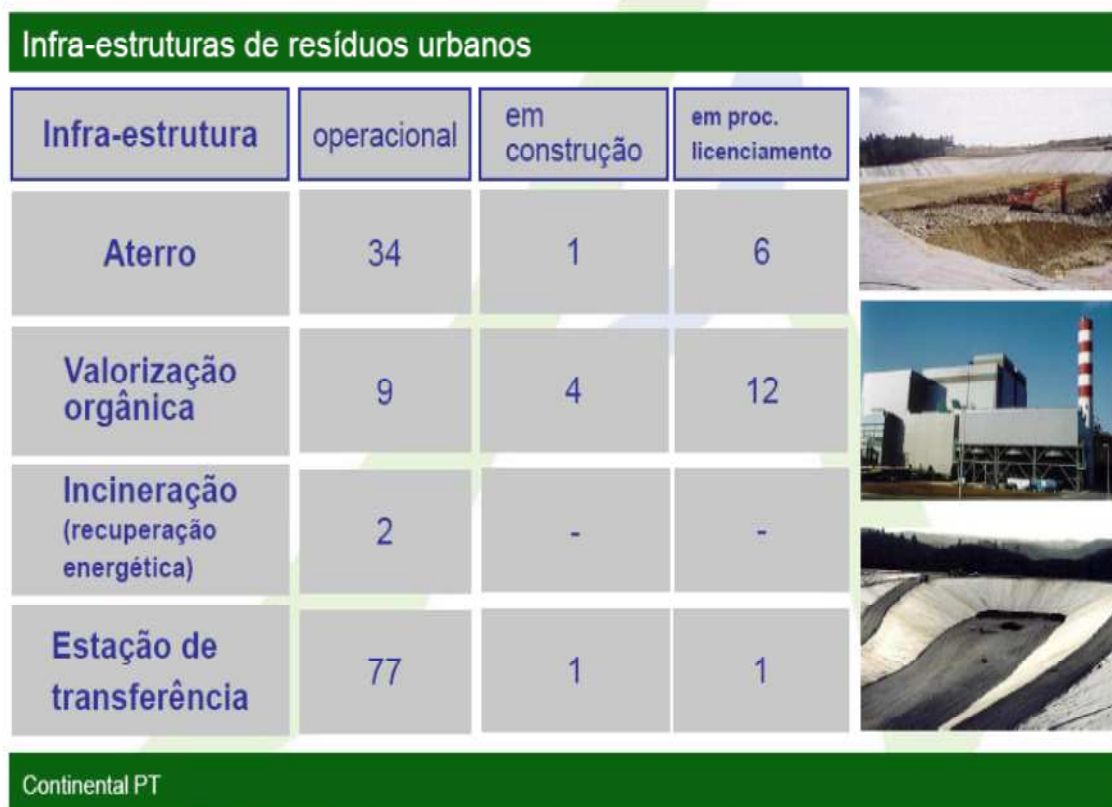 Infra-estruturas de resíduos urbanos
Infra-estrutura
operacional
em
construção
em proc.
licenciamento
Aterro
34
1
6
Valorização
orgânica
9
4
12
Incineração
(recuperação
energética)
2
-
-
Estação de
transferência
77
1
1
Continental PT